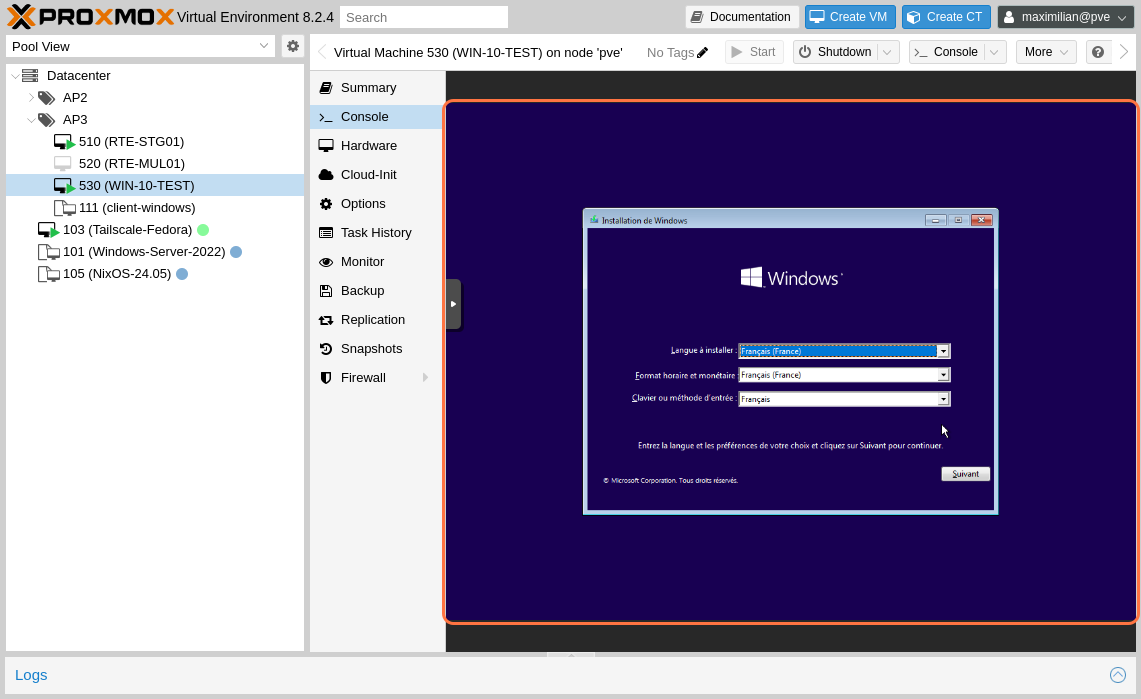 PROXMOX Virtual Environment 8.2.4 Search Documentation Create VM Create CT maximilian@pve
Pool View
Virtual Machine 530 (WIN-10-TEST) on node 'pve' No Tags Start Shutdown Console More
Datacenter
AP2
AP3
510 (RTE-STG01)
520 (RTE-MUL01)
530 (WIN-10-TEST)
111 (client-windows)
103 (Tailscale-Fedora)
101 (Windows-Server-2022)
105 (NixOS-24.05)
Summary
Console
Hardware
Cloud-Init
Options
Task History
Monitor
Backup
Replication
Snapshots
Firewall
Installation de Windows
Windows
Langue à installer : Français (France)
Format horaire et monétaire : Français (France)
Clavier ou méthode d'entrée : Français
Entrez la langue et les préférences de votre choix et cliquez sur Suivant pour continuer.
© Microsoft Corporation. Tous droits réservés.
Suivant
Logs